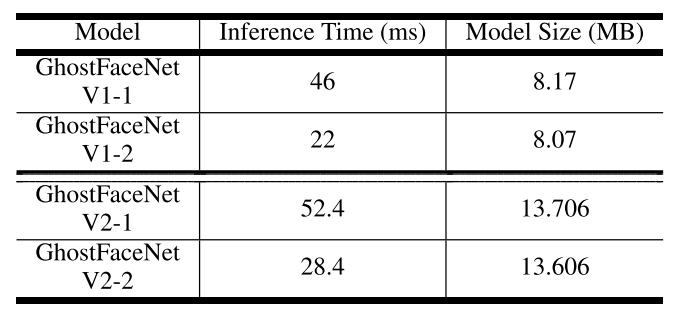 Model Inference Time (ms) Model Size (MB)
GhostFaceNet
V1-1 46 8.17
GhostFaceNet
V1-2 22 8.07
GhostFaceNet
V2-1 52.4 13.706
GhostFaceNet
V2-2 28.4 13.606